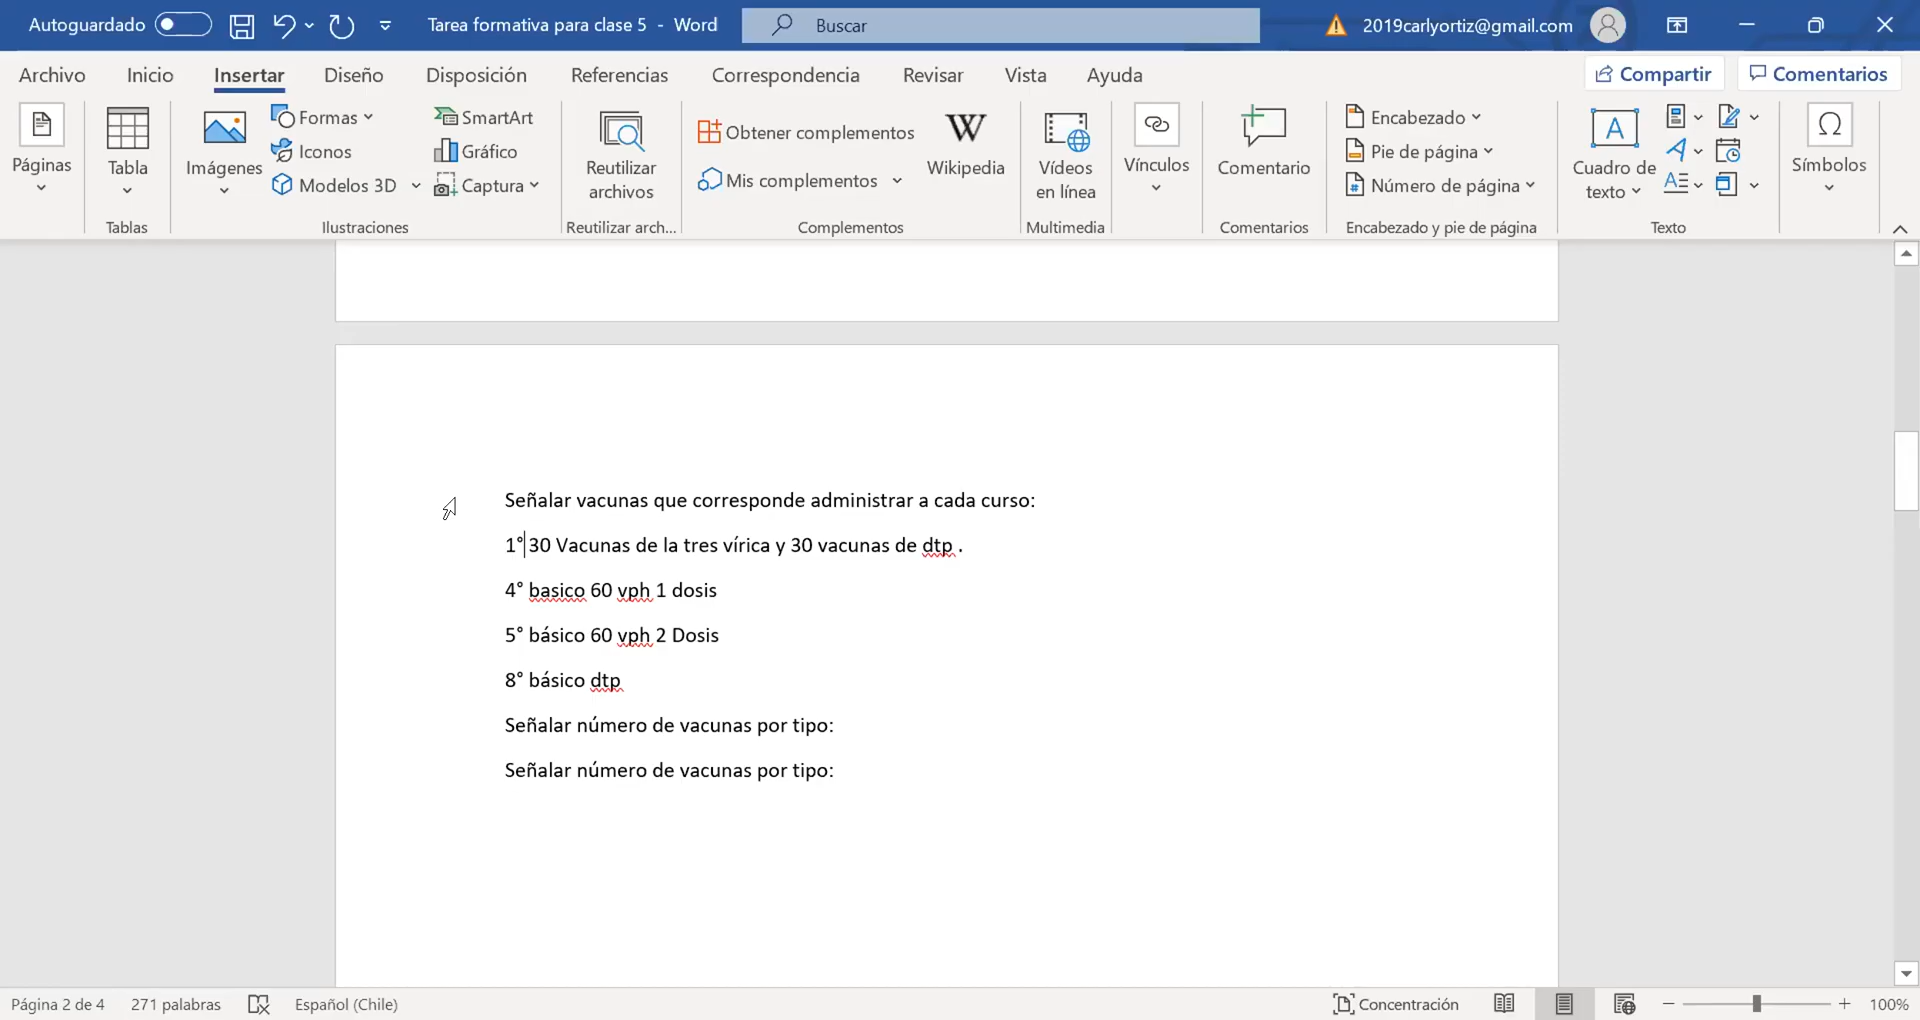 Autoguardado
Tarea formativa para clase 5 - Word
Buscar
2019carlyortiz@gmail.com
Archivo Inicio Insertar Diseño Disposición Referencias Correspondencia Revisar Vista Ayuda
Compartir Comentarios
Páginas
Tabla
Tablas
Imágenes
Formas
Iconos
Modelos 3D
SmartArt
Gráfico
Captura
Ilustraciones
Reutilizar
archivos
Reutilizar arch...
Obtener complementos
Mis complementos
Wikipedia
Complementos
Vídeos
en línea
Multimedia
Vínculos
Comentario
Comentarios
Encabezado
Pie de página
Número de página
Encabezado y pie de página
Cuadro de
texto
Texto
Símbolos
Señalar vacunas que corresponde administrar a cada curso:
1° 30 Vacunas de la tres vírica y 30 vacunas de dtp .
4° basico 60 vph 1 dosis
5° básico 60 vph 2 Dosis
8° básico dtp
Señalar número de vacunas por tipo:
Señalar número de vacunas por tipo:
Página 2 de 4 271 palabras Español (Chile) Concentración 100%